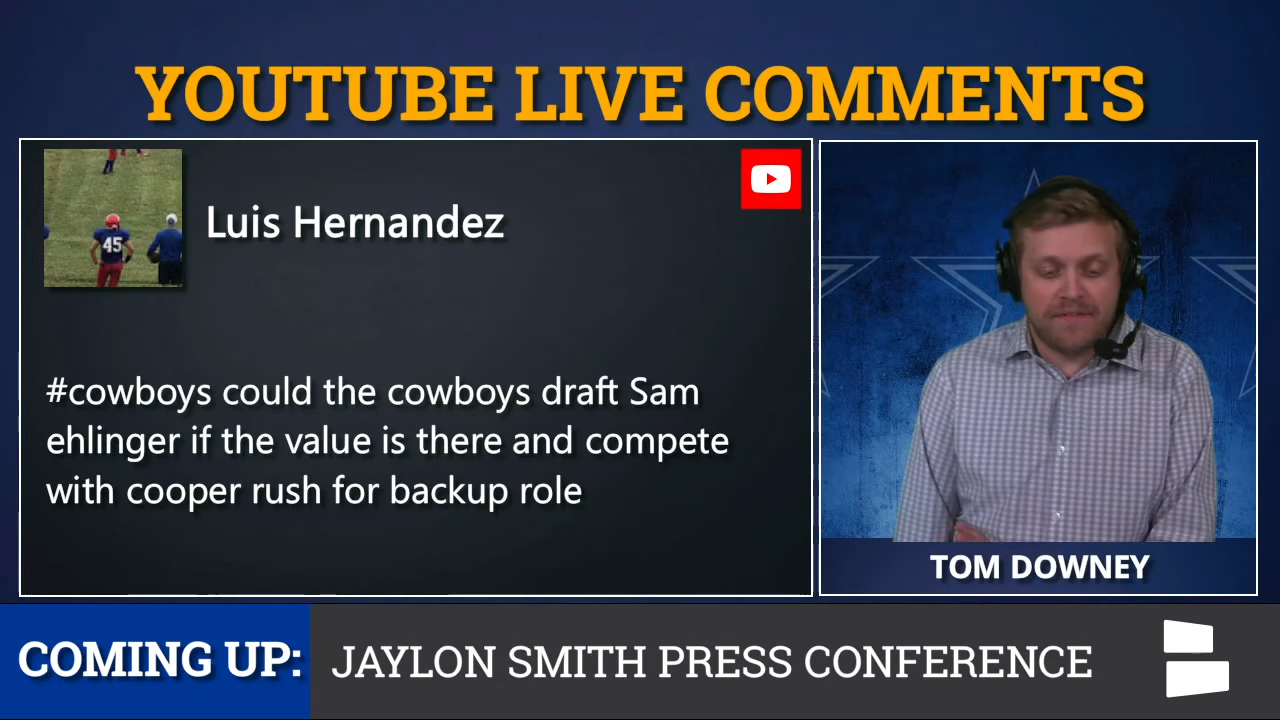 YOUTUBE LIVE COMMENTS
45
Luis Hernandez
#cowboys could the cowboys draft Sam
ehlinger if the value is there and compete
with cooper rush for backup role
TOM DOWNEY
COMING UP: JAYLON SMITH PRESS CONFERENCE